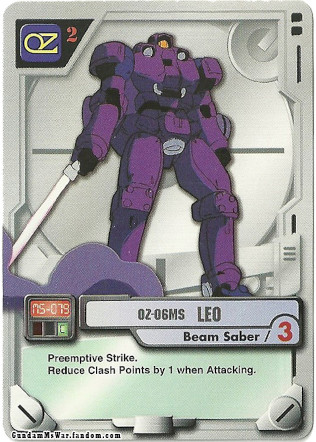 OZ 2
MS-079
C
OZ-06MS LEO
Beam Saber / 3
Preemptive Strike.
Reduce Clash Points by 1 when Attacking.
GundamMsWar.fandom.com